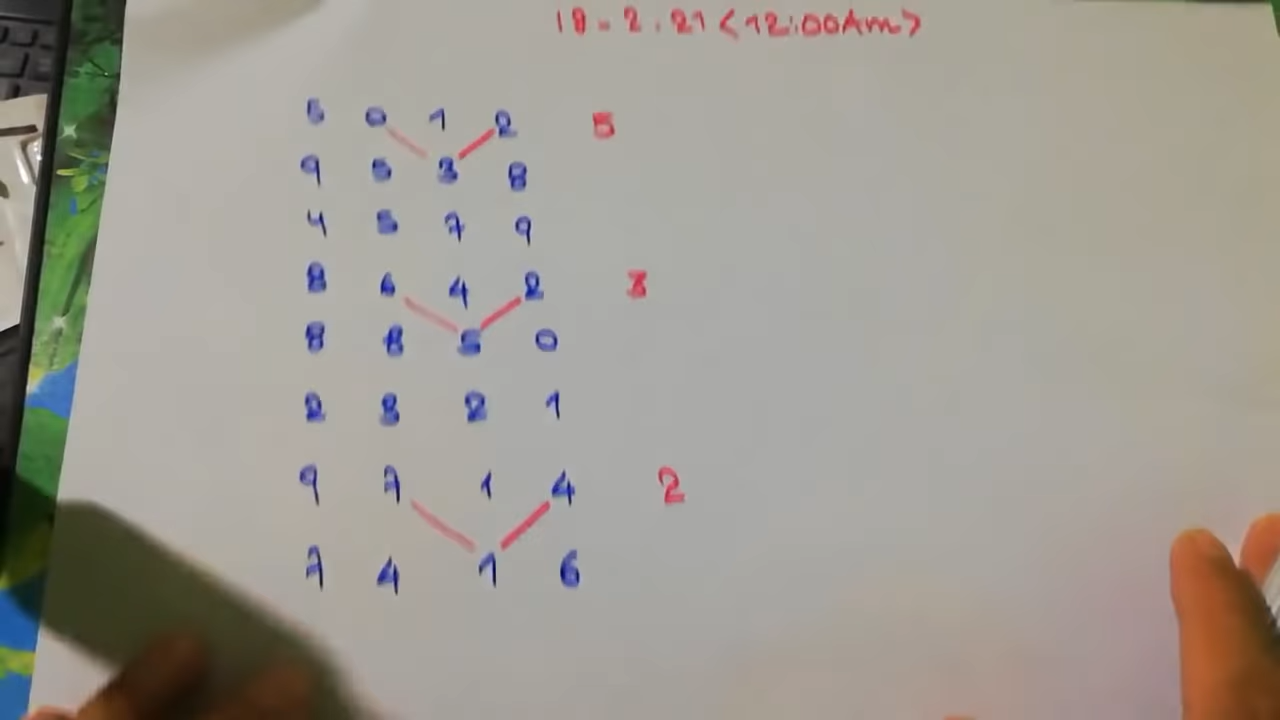 18-2.21 <12:00Am>
5 0 1 2 5
9 5 3 8
4 5 7 9
8 6 4 2 3
8 8 5 0
2 3 2 1
9 7 1 4 2
7 4 1 6